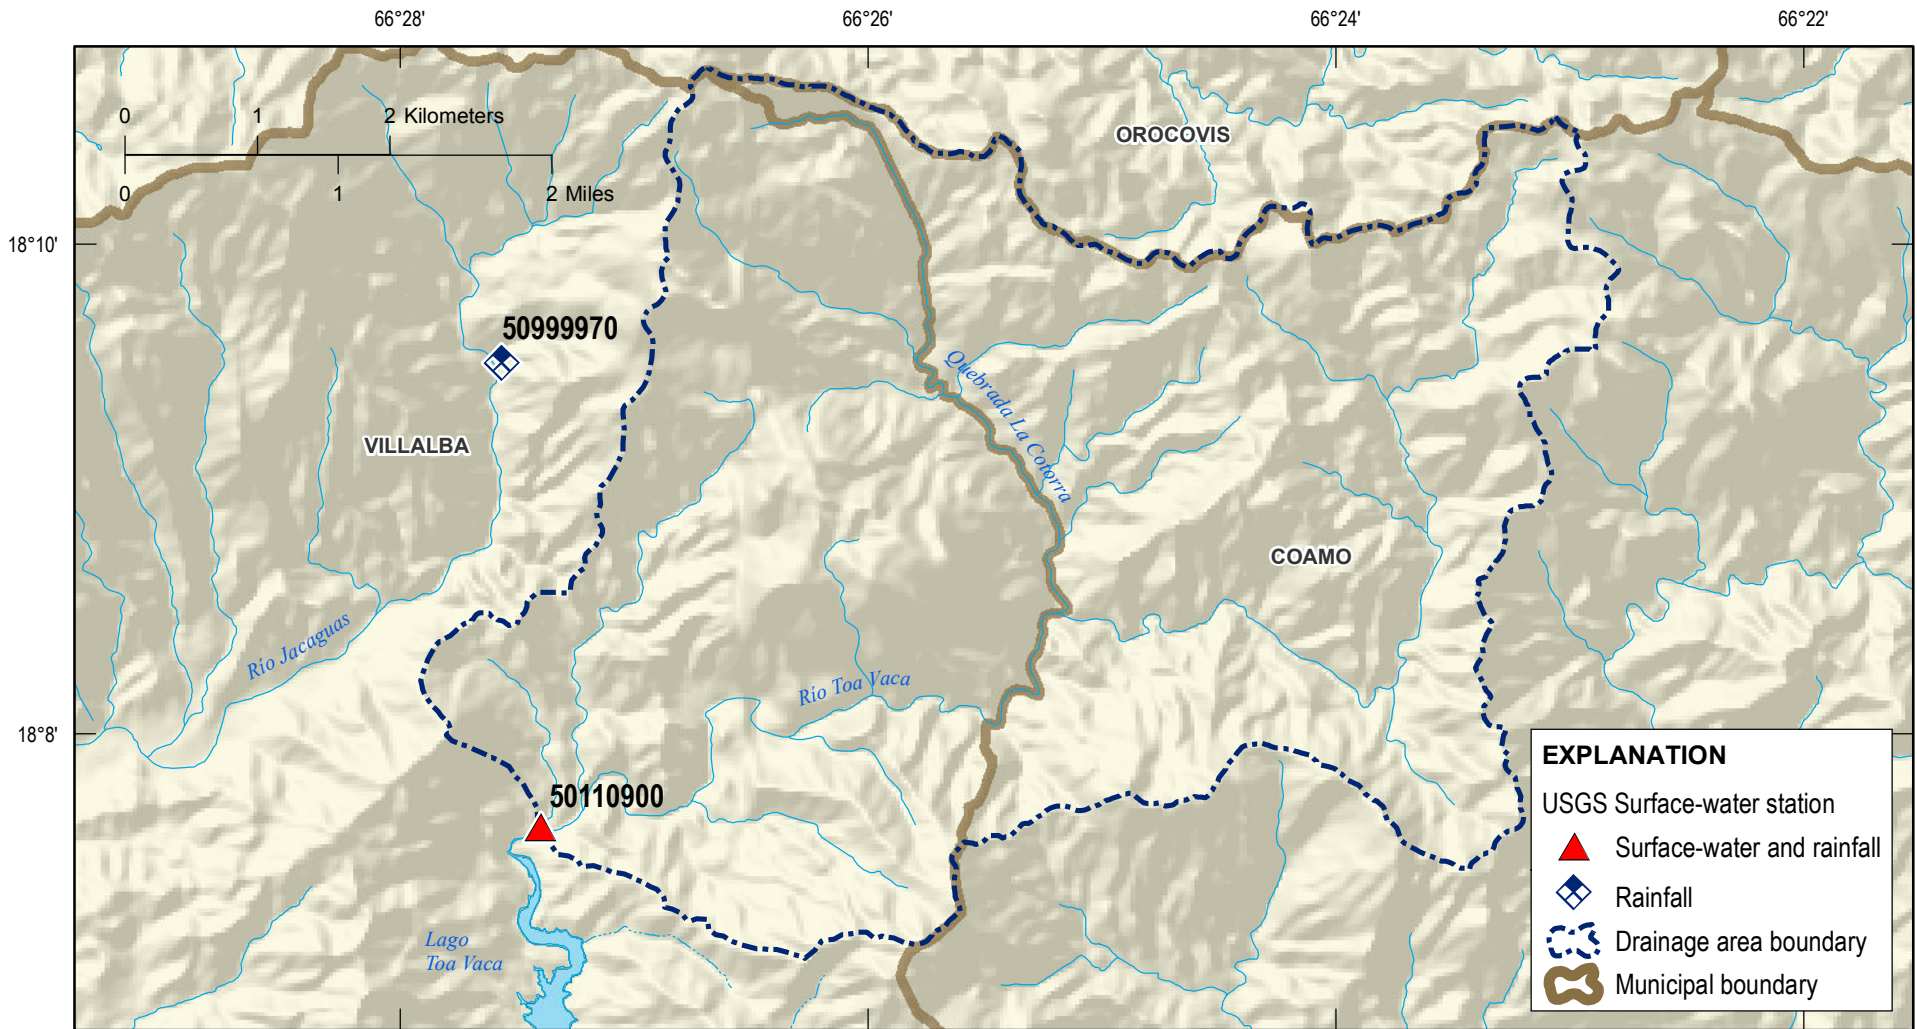 66°28'
66°26'
66°24'
66°22'
0
1
2 Kilometers
0
1
2 Miles
OROCOVIS
18°10'
50999970
Quebrada La Cotorra
VILLALBA
COAMO
Río Jacaguas
Río Toa Vaca
18°8'
50110900
Lago
Toa Vaca
EXPLANATION
USGS Surface-water station
Surface-water and rainfall
Rainfall
Drainage area boundary
Municipal boundary